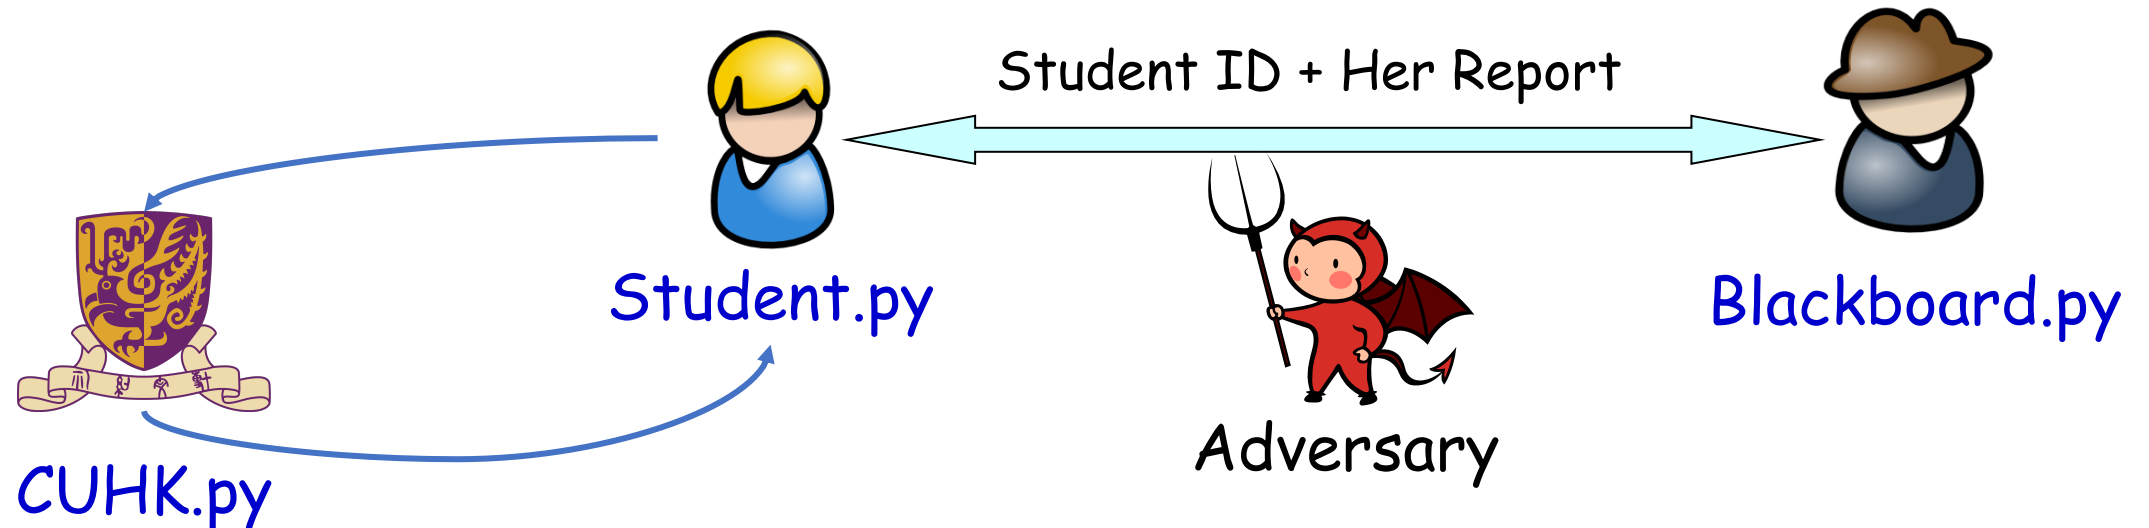 Student ID + Her Report
Student.py
Blackboard.py
Adversary
CUHK.py